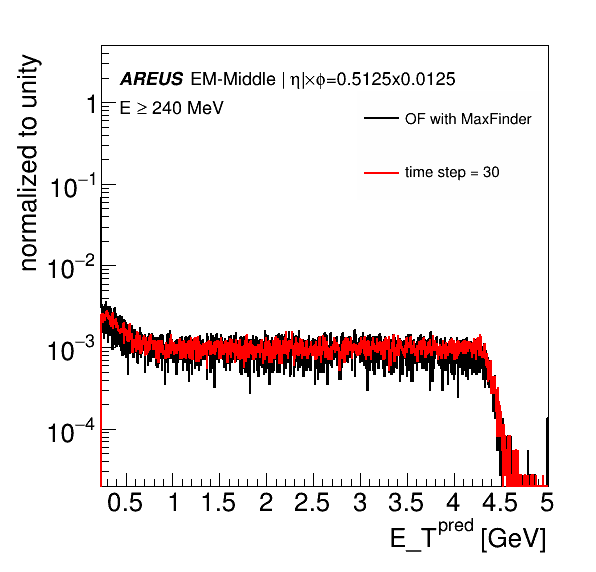 normalized to unity
AREUS EM-Middle | η|×ϕ=0.5125x0.0125
E ≥ 240 MeV
OF with MaxFinder
time step = 30
1
10−1
10−2
10−3
10−4
0.5 1 1.5 2 2.5 3 3.5 4 4.5 5
E_Tpred [GeV]